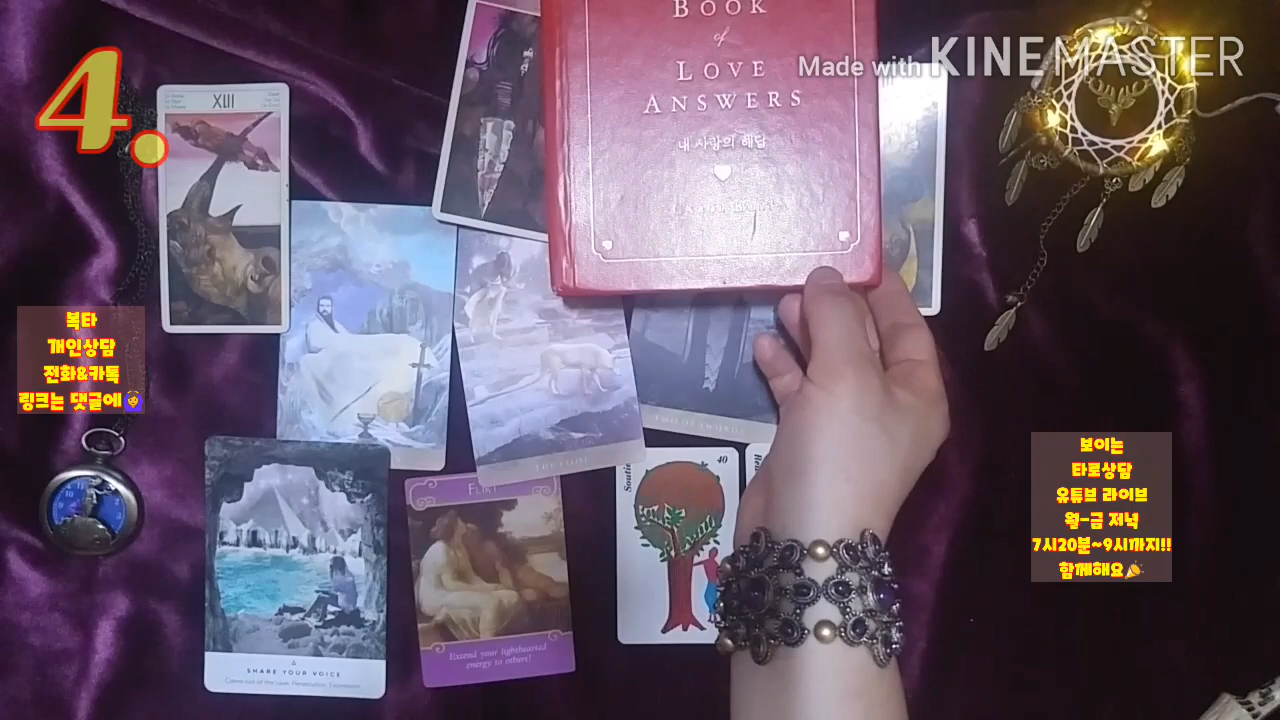 4.
Made with KINEMASTER
XIII
BOOK
of
LOVE
ANSWERS
내 사랑의 해답
복타
개인상담
전화&카톡
링크는 댓글에🙆‍♀️
보이는
타로상담
유튜브 라이브
월-금 저녁
7시20분~9시까지!!
함께해요🎉
TWO OF SWORDS
THE FOOL
40
FLIRT
Extend your lighthearted
energy to others!
SHARE YOUR VOICE